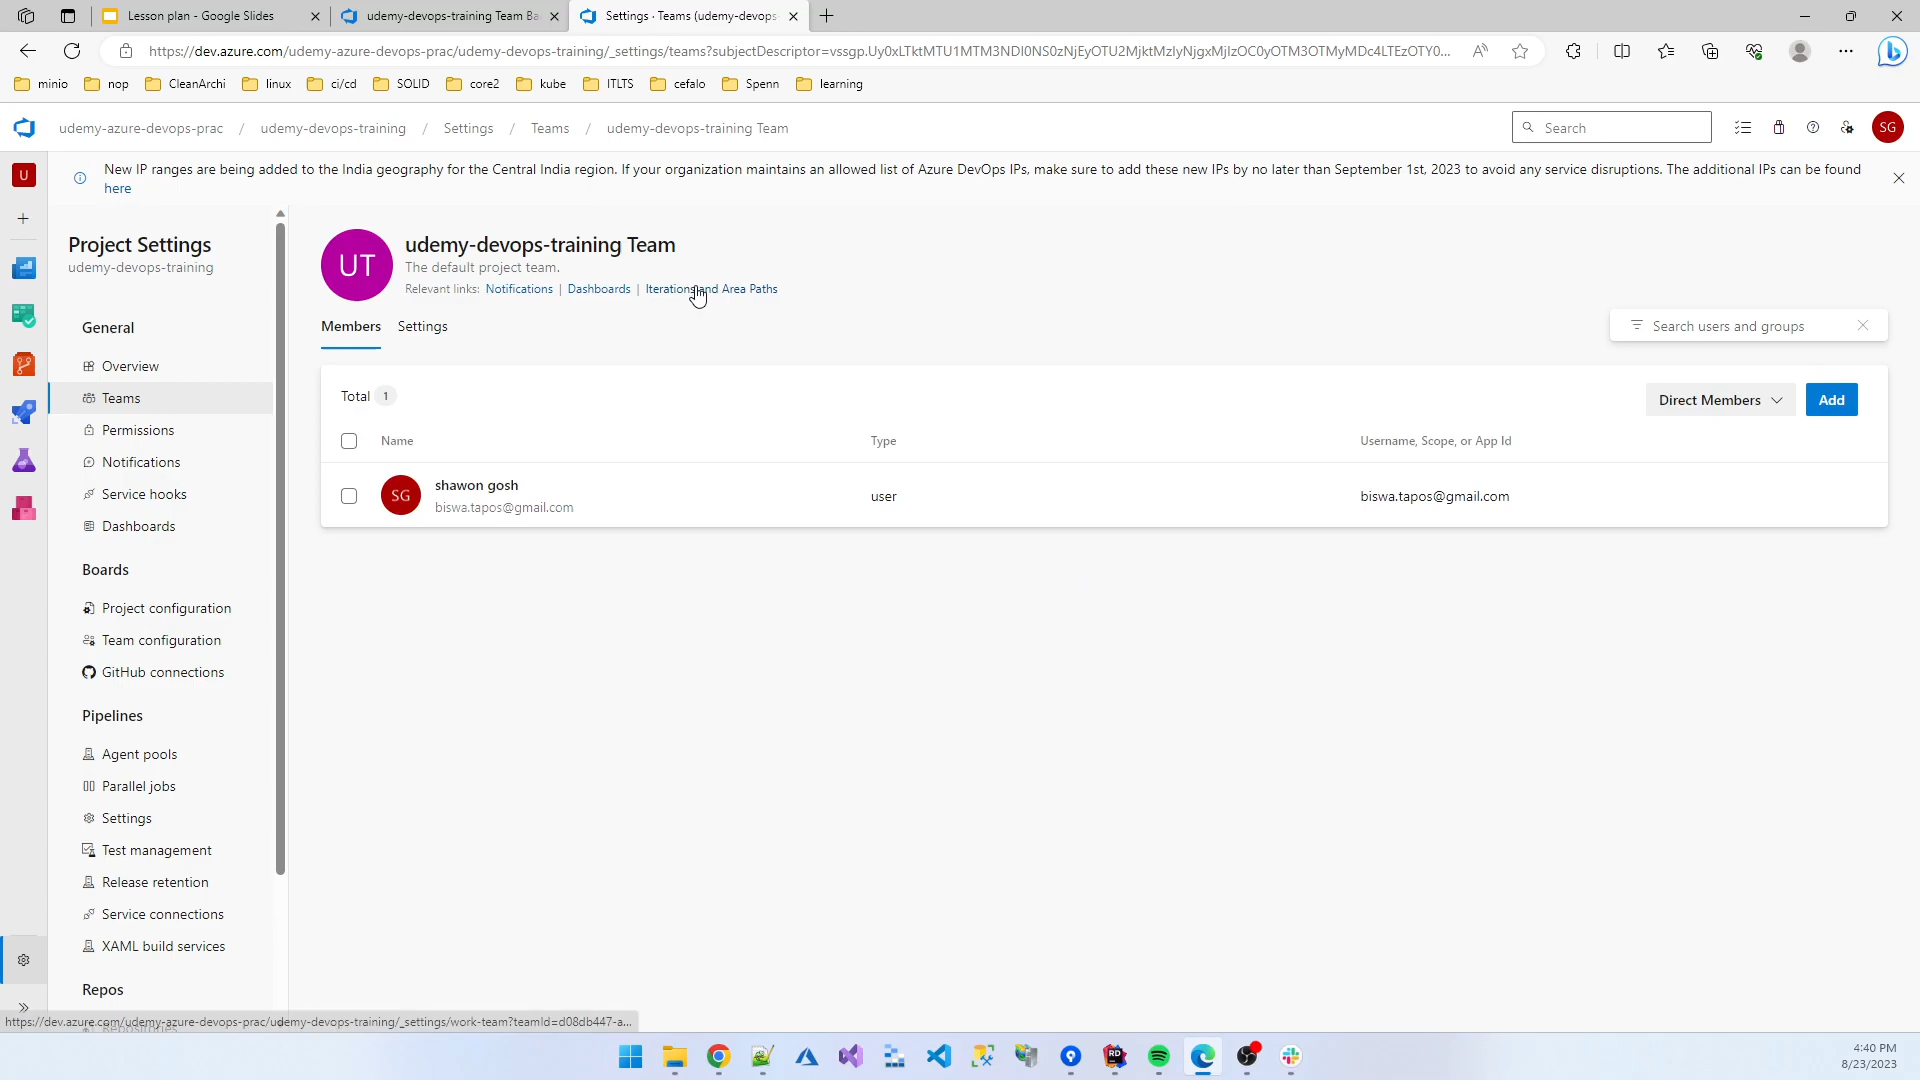 Lesson plan - Google Slides
udemy-devops-training Team Ba
Settings · Teams (udemy-devops-
https://dev.azure.com/udemy-azure-devops-prac/udemy-devops-training/_settings/teams?subjectDescriptor=vssgp.Uy0xLTktMTU1MTM3NDI0NS0zNjEyOTU2MjktMzIyNjgxMjIzOC0yOTM3OTMyMDc4LTEzOTY0...
minio
nop
CleanArchi
linux
ci/cd
SOLID
core2
kube
ITLTS
cefalo
Spenn
learning
udemy-azure-devops-prac / udemy-devops-training / Settings / Teams / udemy-devops-training Team
Search
SG
U
New IP ranges are being added to the India geography for the Central India region. If your organization maintains an allowed list of Azure DevOps IPs, make sure to add these new IPs by no later than September 1st, 2023 to avoid any service disruptions. The additional IPs can be found
here
Project Settings
udemy-devops-training
General
Overview
Teams
Permissions
Notifications
Service hooks
Dashboards
Boards
Project configuration
Team configuration
GitHub connections
Pipelines
Agent pools
Parallel jobs
Settings
Test management
Release retention
Service connections
XAML build services
Repos
Repositories
UT
udemy-devops-training Team
The default project team.
Relevant links: Notifications | Dashboards | Iterations and Area Paths
Members Settings
Search users and groups
Total 1
Direct Members
Add
Name Type Username, Scope, or App Id
SG
shawon gosh
biswa.tapos@gmail.com
user
biswa.tapos@gmail.com
https://dev.azure.com/udemy-azure-devops-prac/udemy-devops-training/_settings/work-team?teamId=d08db447-a...
RD
4:40 PM
8/23/2023